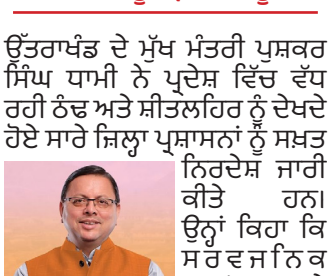 ਉੱਤਰਾਖੰਡ ਦੇ ਮੁੱਖ ਮੰਤਰੀ ਪੁਸ਼ਕਰ
ਸਿੰਘ ਧਾਮੀ ਨੇ ਪ੍ਰਦੇਸ਼ ਵਿੱਚ ਵੱਧ
ਰਹੀ ਠੰਢ ਅਤੇ ਸ਼ੀਤਲਹਿਰ ਨੂੰ ਦੇਖਦੇ
ਹੋਏ ਸਾਰੇ ਜ਼ਿਲ੍ਹਾ ਪ੍ਰਸ਼ਾਸਨਾਂ ਨੂੰ ਸਖ਼ਤ
ਨਿਰਦੇਸ਼ ਜਾਰੀ
ਕੀਤੇ ਹਨ।
ਉਨ੍ਹਾਂ ਕਿਹਾ ਕਿ
ਸਰਵਜਨਿਕ